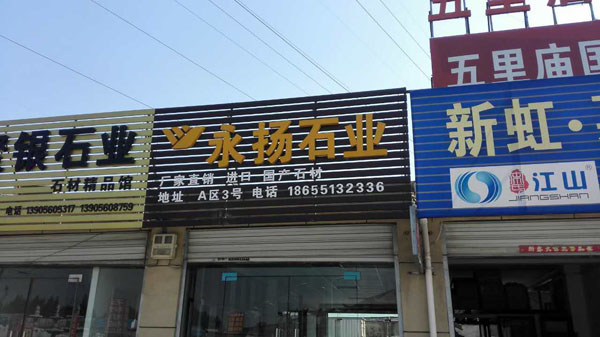 五里庙国
银石业
石材精品馆
电话 13905605317 13905608759
永扬石业
厂家直销 进口 国产石材
地址 A区3号 电话 18655132336
新虹·
江山
JIANGSHAN